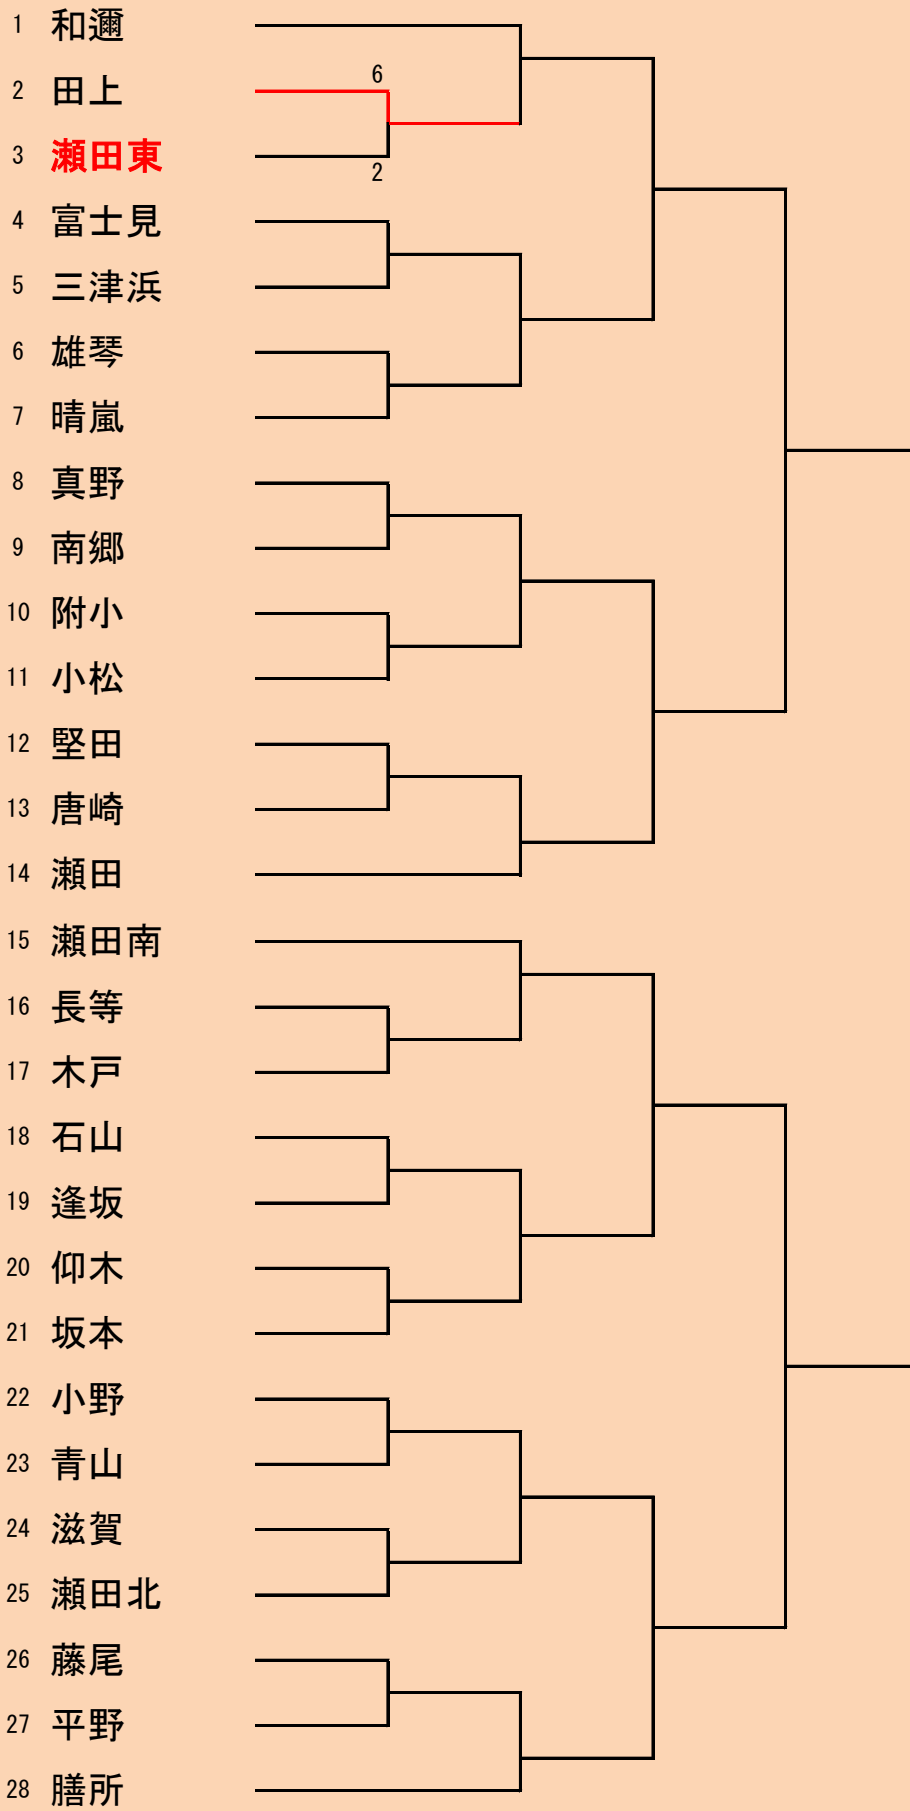 1 和邇
6
2 田上
3 瀬田東
2
4 富士見
5 三津浜
6 雄琴
7 晴嵐
8 真野
9 南郷
10 附小
11 小松
12 堅田
13 唐崎
14 瀬田
15 瀬田南
16 長等
17 木戸
18 石山
19 逢坂
20 仰木
21 坂本
22 小野
23 青山
24 滋賀
25 瀬田北
26 藤尾
27 平野
28 膳所